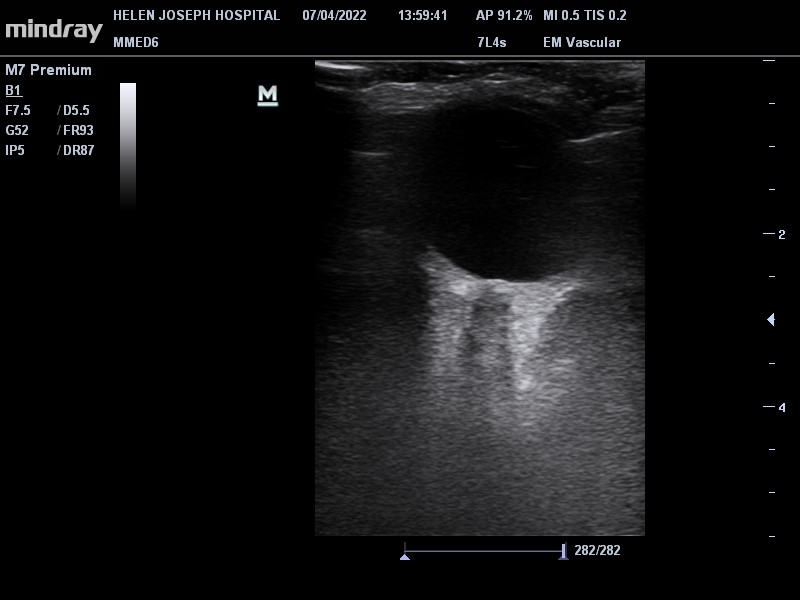 mindray HELEN JOSEPH HOSPITAL 07/04/2022 13:59:41 AP 91.2% MI 0.5 TIS 0.2
MMED6 7L4s EM Vascular
M7 Premium
B1
F7.5 / D5.5
G52 / FR93
IP5 / DR87
M
2
4
282/282